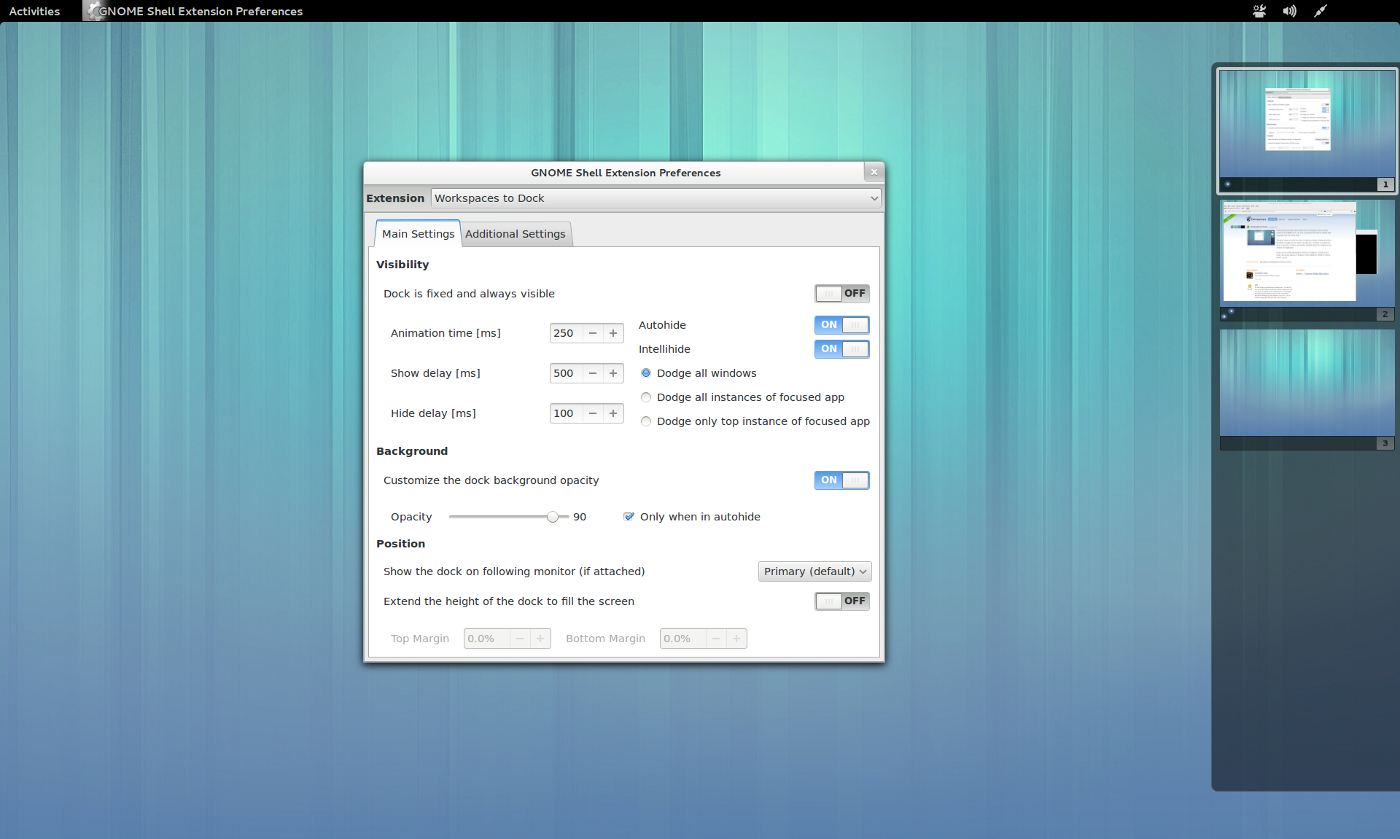 Activities GNOME Shell Extension Preferences
GNOME Shell Extension Preferences
Extension Workspaces to Dock
Main Settings Additional Settings
Visibility
Dock is fixed and always visible OFF
Autohide ON
Animation time [ms] 250
Intellihide ON
Show delay [ms] 500 Dodge all windows
Dodge all instances of focused app
Hide delay [ms] 100
Dodge only top instance of focused app
Background
Customize the dock background opacity ON
Opacity 90 Only when in autohide
Position
Show the dock on following monitor (if attached) Primary (default)
Extend the height of the dock to fill the screen OFF
Top Margin 0.0% Bottom Margin 0.0%
1
2
3